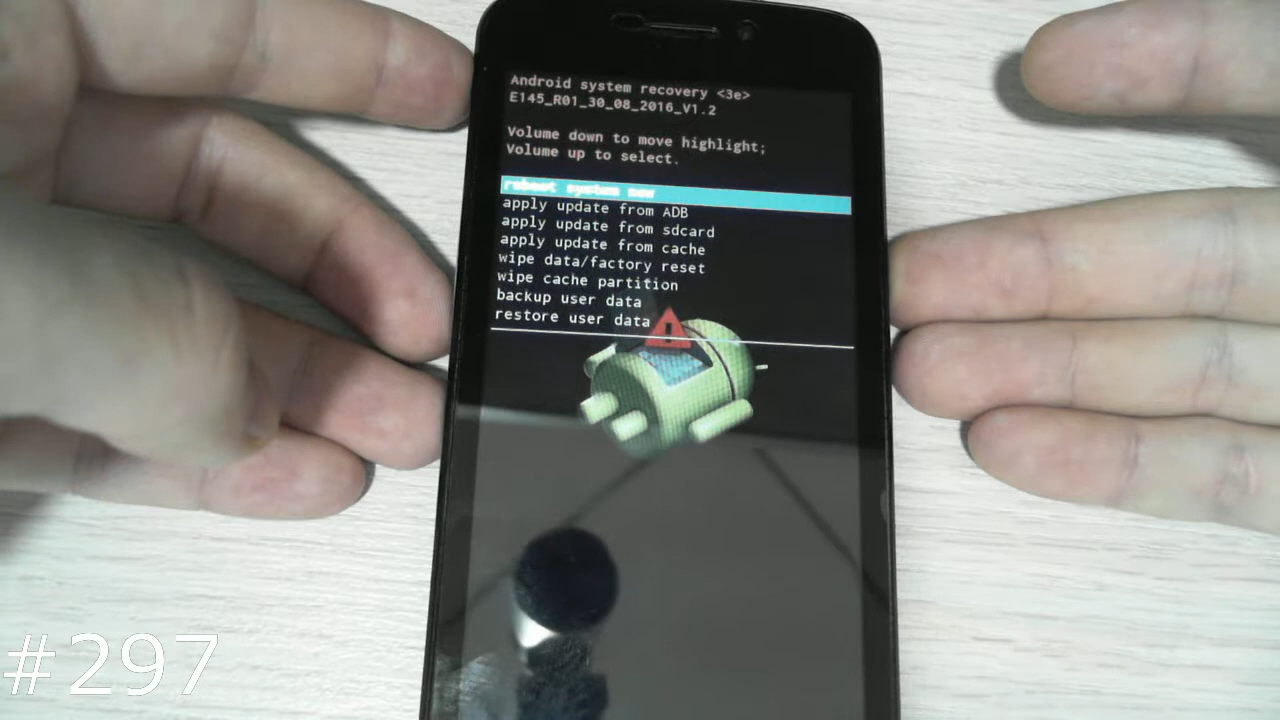 Android system recovery <3e>
E145_R01_30_08_2016_V1.2
Volume down to move highlight;
Volume up to select.
reboot system now
apply update from ADB
apply update from sdcard
apply update from cache
wipe data/factory reset
wipe cache partition
backup user data
restore user data
#297